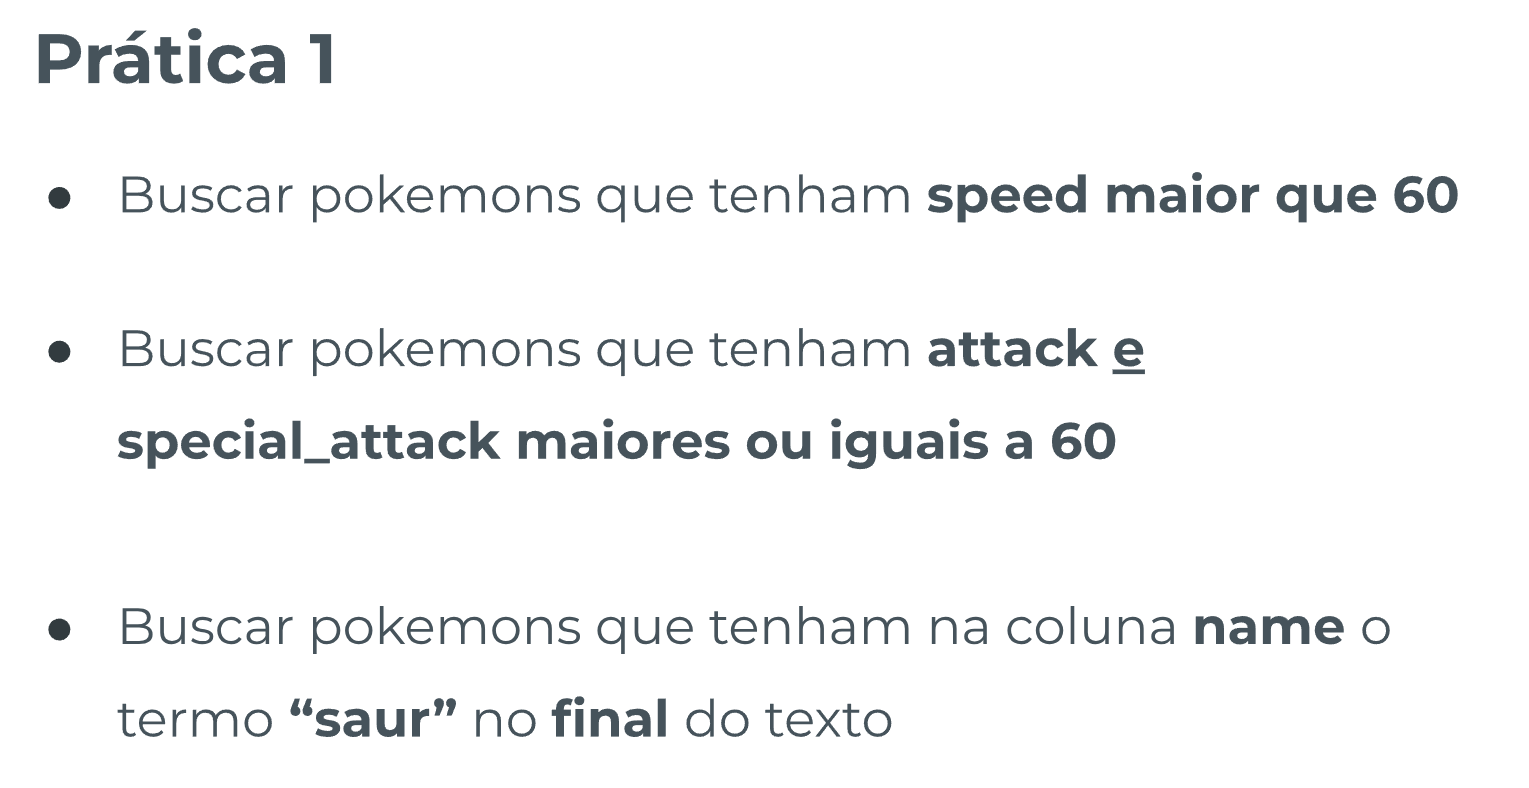 Prática 1
● Buscar pokemons que tenham speed maior que 60
● Buscar pokemons que tenham attack e
special_attack maiores ou iguais a 60
● Buscar pokemons que tenham na coluna name o
termo “saur” no final do texto